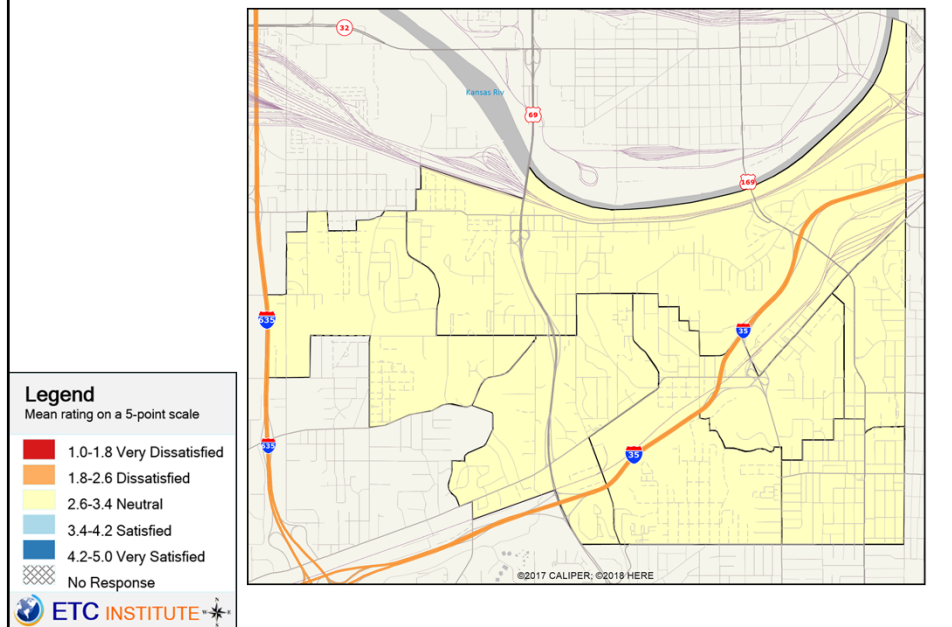 32
Kansas Riv
69
169
635
35
635
35
Legend
Mean rating on a 5-point scale
1.0-1.8 Very Dissatisfied
1.8-2.6 Dissatisfied
2.6-3.4 Neutral
3.4-4.2 Satisfied
4.2-5.0 Very Satisfied
No Response
©2017 CALIPER; ©2018 HERE
ETC INSTITUTE